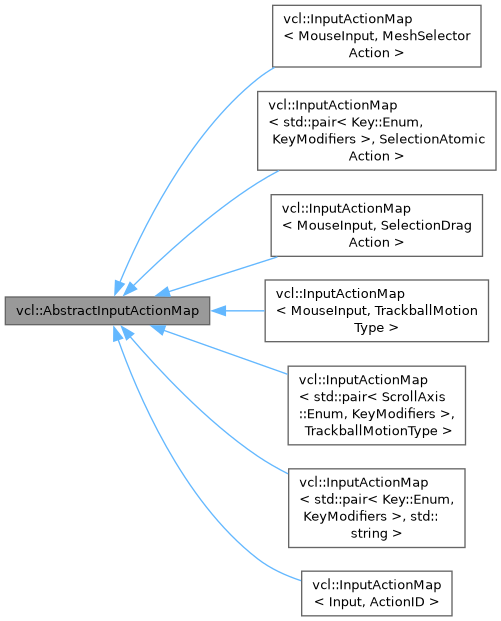 vcl::InputActionMap
< MouseInput, MeshSelector
Action >
vcl::InputActionMap
< std::pair< Key::Enum,
KeyModifiers >, SelectionAtomic
Action >
vcl::InputActionMap
< MouseInput, SelectionDrag
Action >
vcl::AbstractInputActionMap
vcl::InputActionMap
< MouseInput, TrackballMotion
Type >
vcl::InputActionMap
< std::pair< ScrollAxis
::Enum, KeyModifiers >,
TrackballMotionType >
vcl::InputActionMap
< std::pair< Key::Enum,
KeyModifiers >, std::
string >
vcl::InputActionMap
< Input, ActionID >